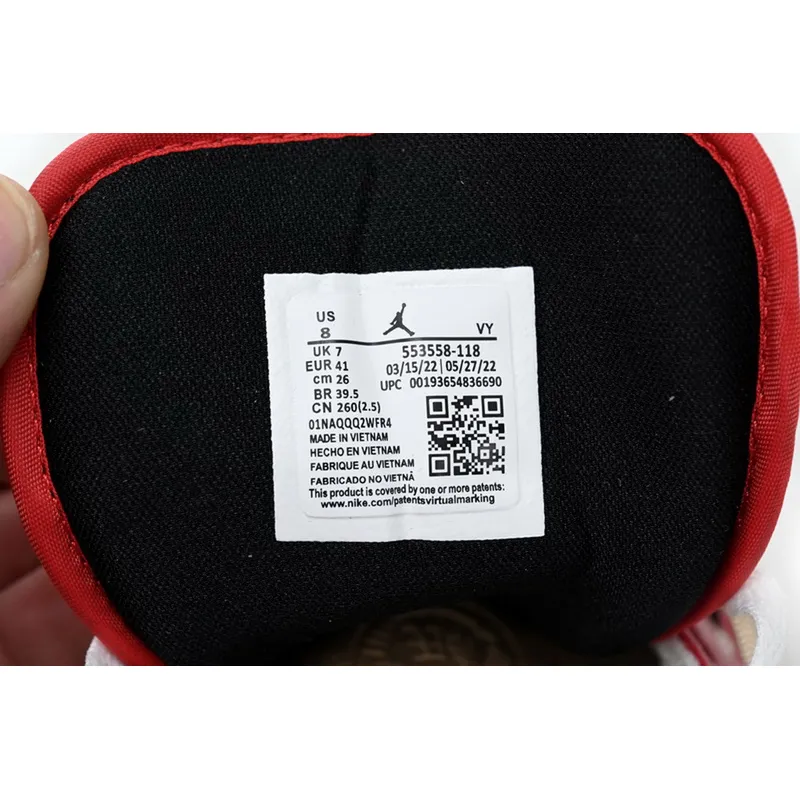 US
8
VY
UK 7
553558-118
EUR 41
03/15/22 | 05/27/22
cm 26
UPC 00193654836690
BR 39.5
CN 260(2.5)
01NAQQQ2WFR4
MADE IN VIETNAM
HECHO EN VIETNAM
FABRIQUE AU VIETNAM
FABRICADO NO VIETNÃ
This product is covered by one or more patents:
www.nike.com/patentsvirtualmarking